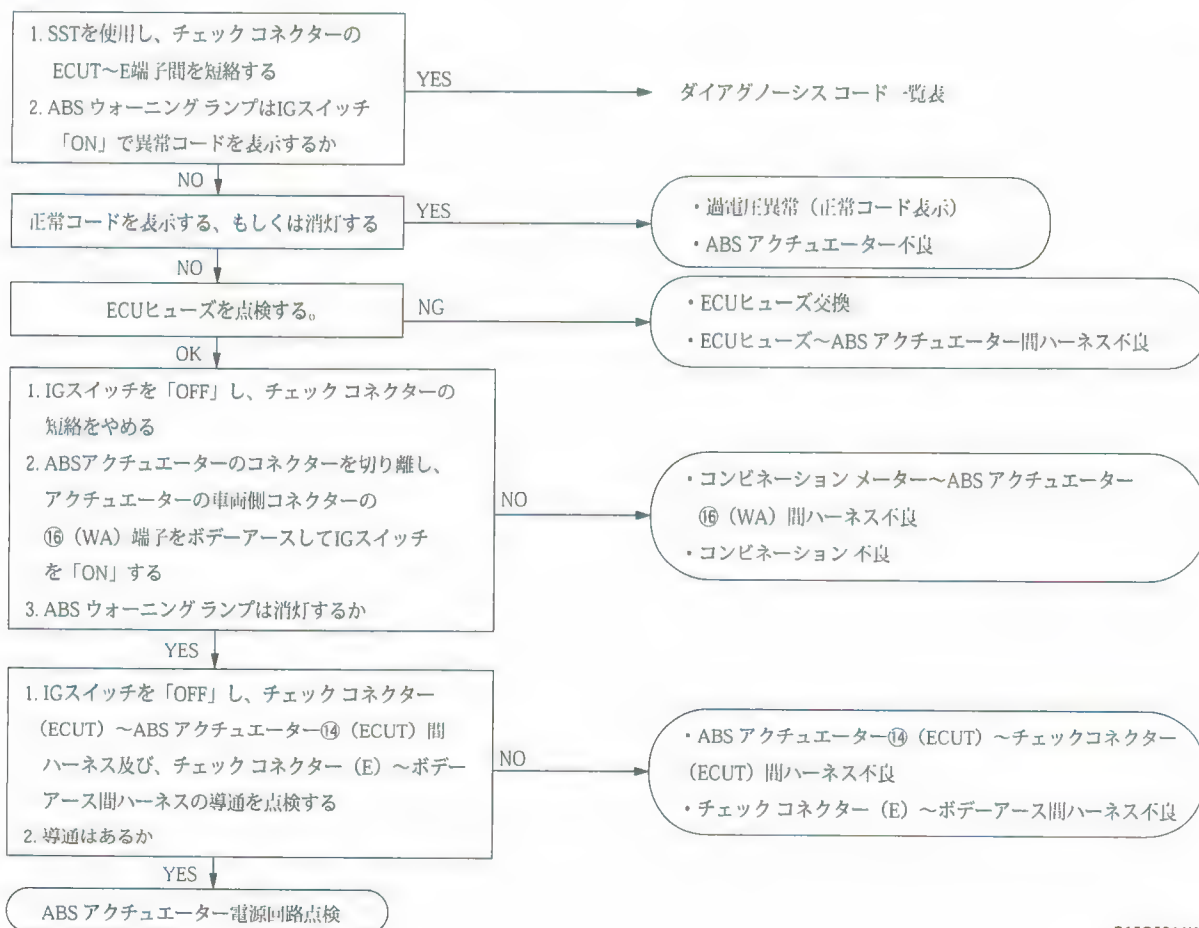 1. SSTを使用し、チェック コネクターの
ECUT～E端子間を短絡する
2. ABS ウォーニング ランプはIGスイッチ
「ON」で異常コードを表示するか
YES
ダイアグノーシス コード 一覧表
NO
正常コードを表示する、もしくは消灯する
YES
・過電圧異常（正常コード表示）
・ABS アクチュエーター不良
NO
ECUヒューズを点検する。
NG
・ECUヒューズ交換
・ECUヒューズ～ABS アクチュエーター間ハーネス不良
OK
1. IGスイッチを「OFF」し、チェック コネクターの
短絡をやめる
2. ABSアクチュエーターのコネクターを切り離し、
アクチュエーターの車両側コネクターの
⑯（WA）端子をボデーアースしてIGスイッチ
を「ON」する
3. ABS ウォーニング ランプは消灯するか
NO
・コンビネーション メーター～ABS アクチュエーター
⑯（WA）間ハーネス不良
・コンビネーション 不良
YES
1. IGスイッチを「OFF」し、チェック コネクター
(ECUT）～ABS アクチュエーター⑭（ECUT）間
ハーネス及び、チェック コネクター（E）～ボデー
アース間ハーネスの導通を点検する
2. 導通はあるか
NO
・ABS アクチュエーター⑭（ECUT）～チェックコネクター
(ECUT）間ハーネス不良
・チェック コネクター（E）～ボデーアース間ハーネス不良
YES
ABS アクチュエーター電源回路点検